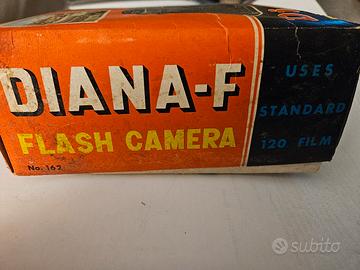 DIANA-F
FLASH CAMERA
No. 162
USES
STANDARD
120 FILM
subito